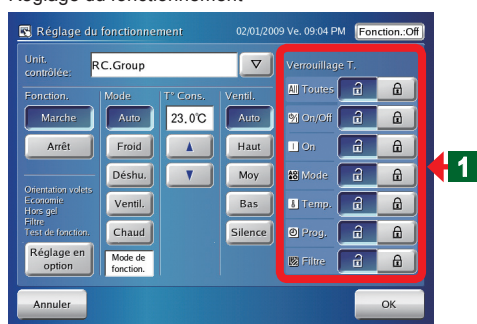 Réglage du fonctionnement
Réglage du fonctionnement 02/01/2009 Ve. 09:04 PM Fonction.:Off
Unit.
contrôlée: RC.Group
Verrouillage T.
Fonction. Mode T° Cons. Ventil.
All Toutes
Marche Auto 23.0°C Auto
On/Off
Arrêt Froid Haut
On
Déshu. Moy
Mode
1
Orientation volets
Economie
Hors gel
Filtre
Test de fonction.
Ventil. Bas
Temp.
Chaud Silence
Prog.
Réglage en
option
Mode de
fonction.
Filtre
Annuler OK